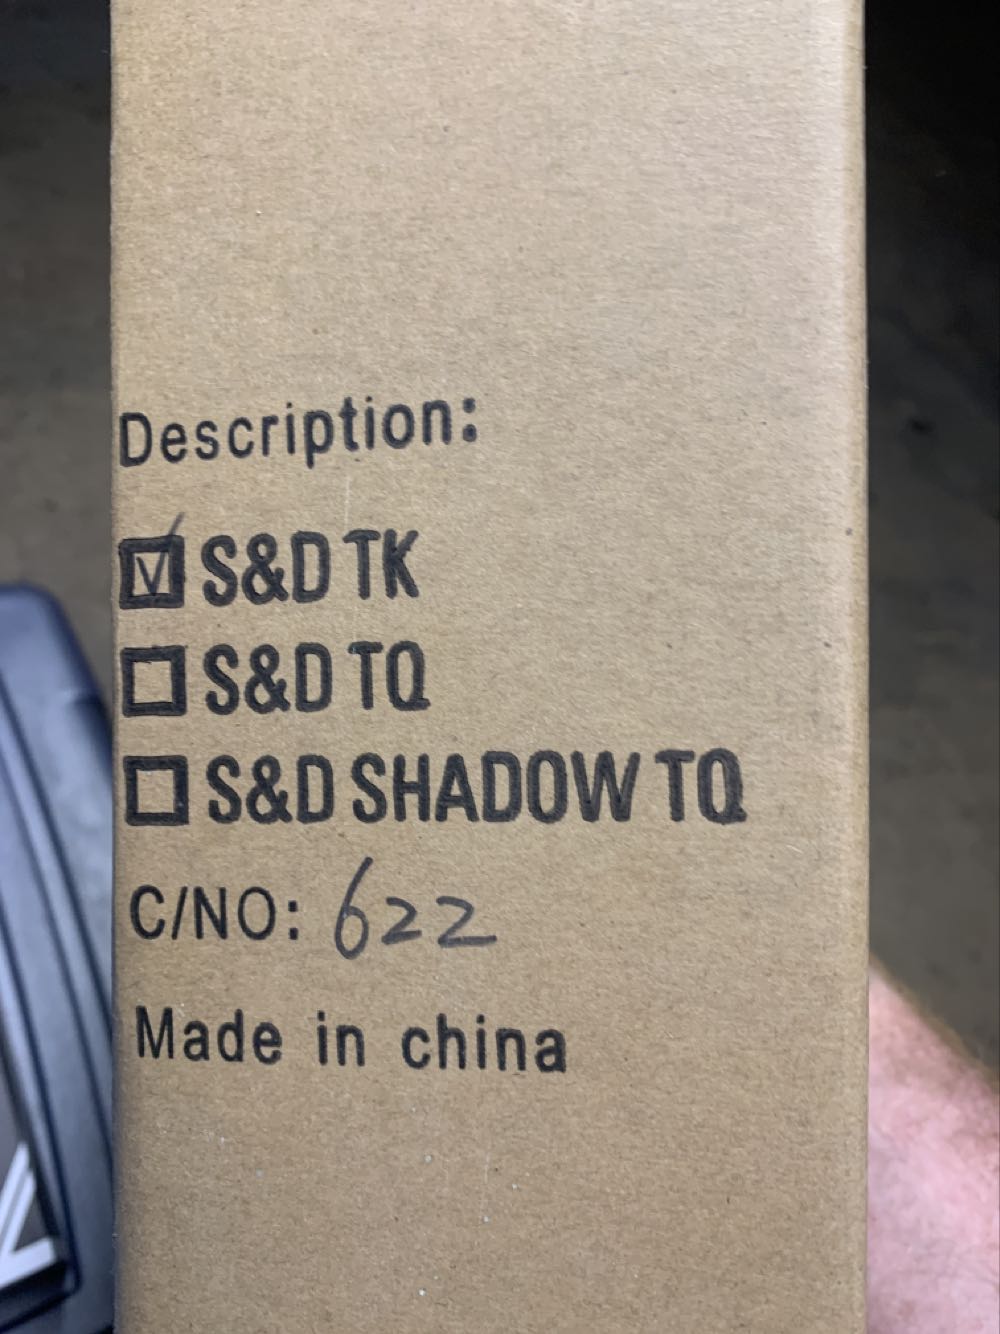 Description:
☑ S&D TK
☐ S&D TQ
☐ S&D SHADOW TQ
C/NO: 622
Made in china